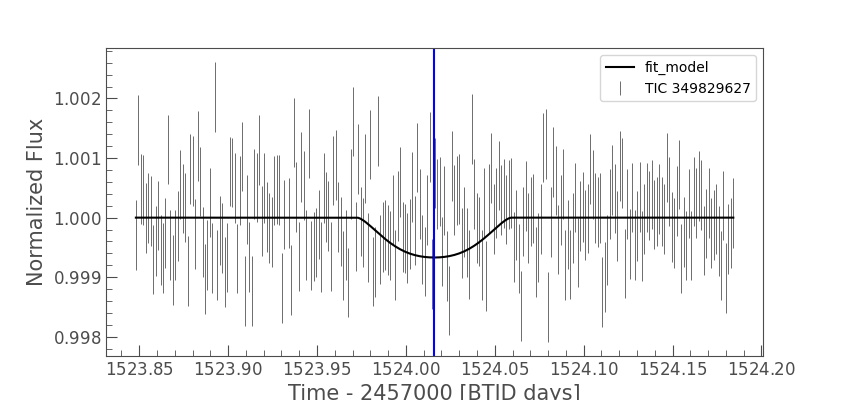 fit_model
TIC 349829627
Normalized Flux
1.002
1.001
1.000
0.999
0.998
1523.85 1523.90 1523.95 1524.00 1524.05 1524.10 1524.15 1524.20
Time - 2457000 [BTJD days]